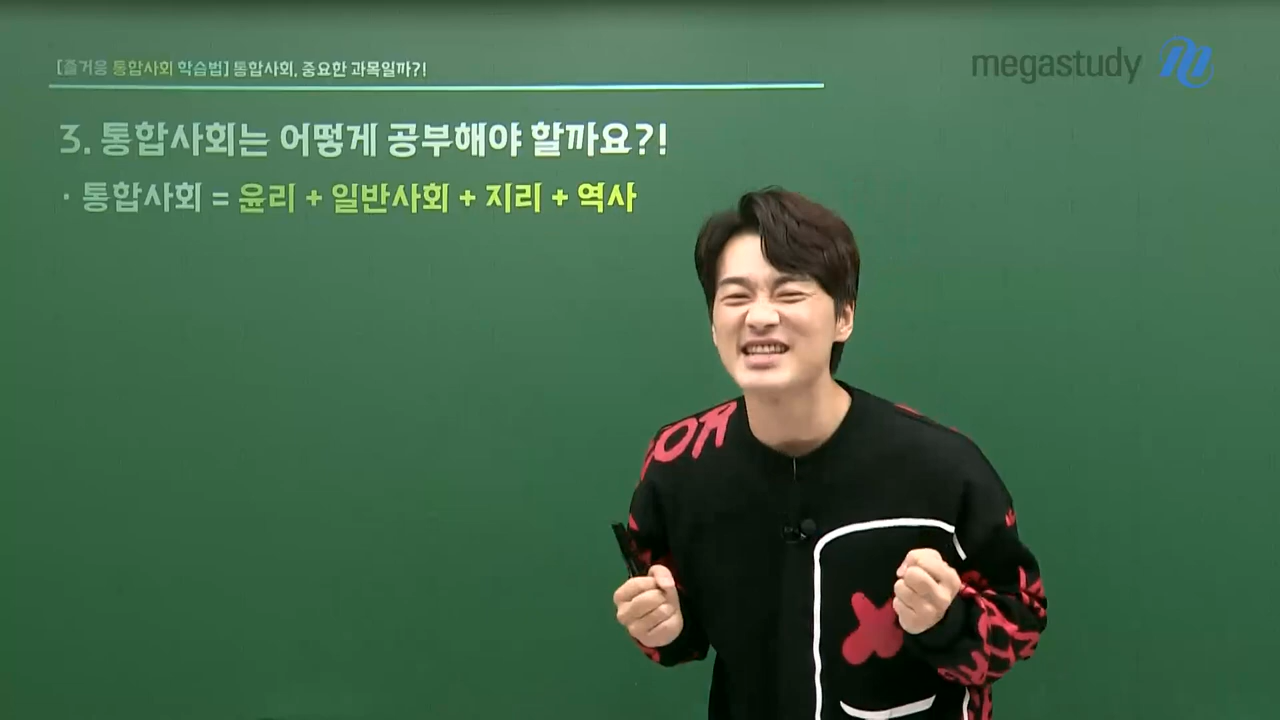 [즐거웅 통합사회 학습법] 통합사회, 중요한 과목일까?!
megastudy
3. 통합사회는 어떻게 공부해야 할까요?!
· 통합사회 = 윤리 + 일반사회 + 지리 + 역사